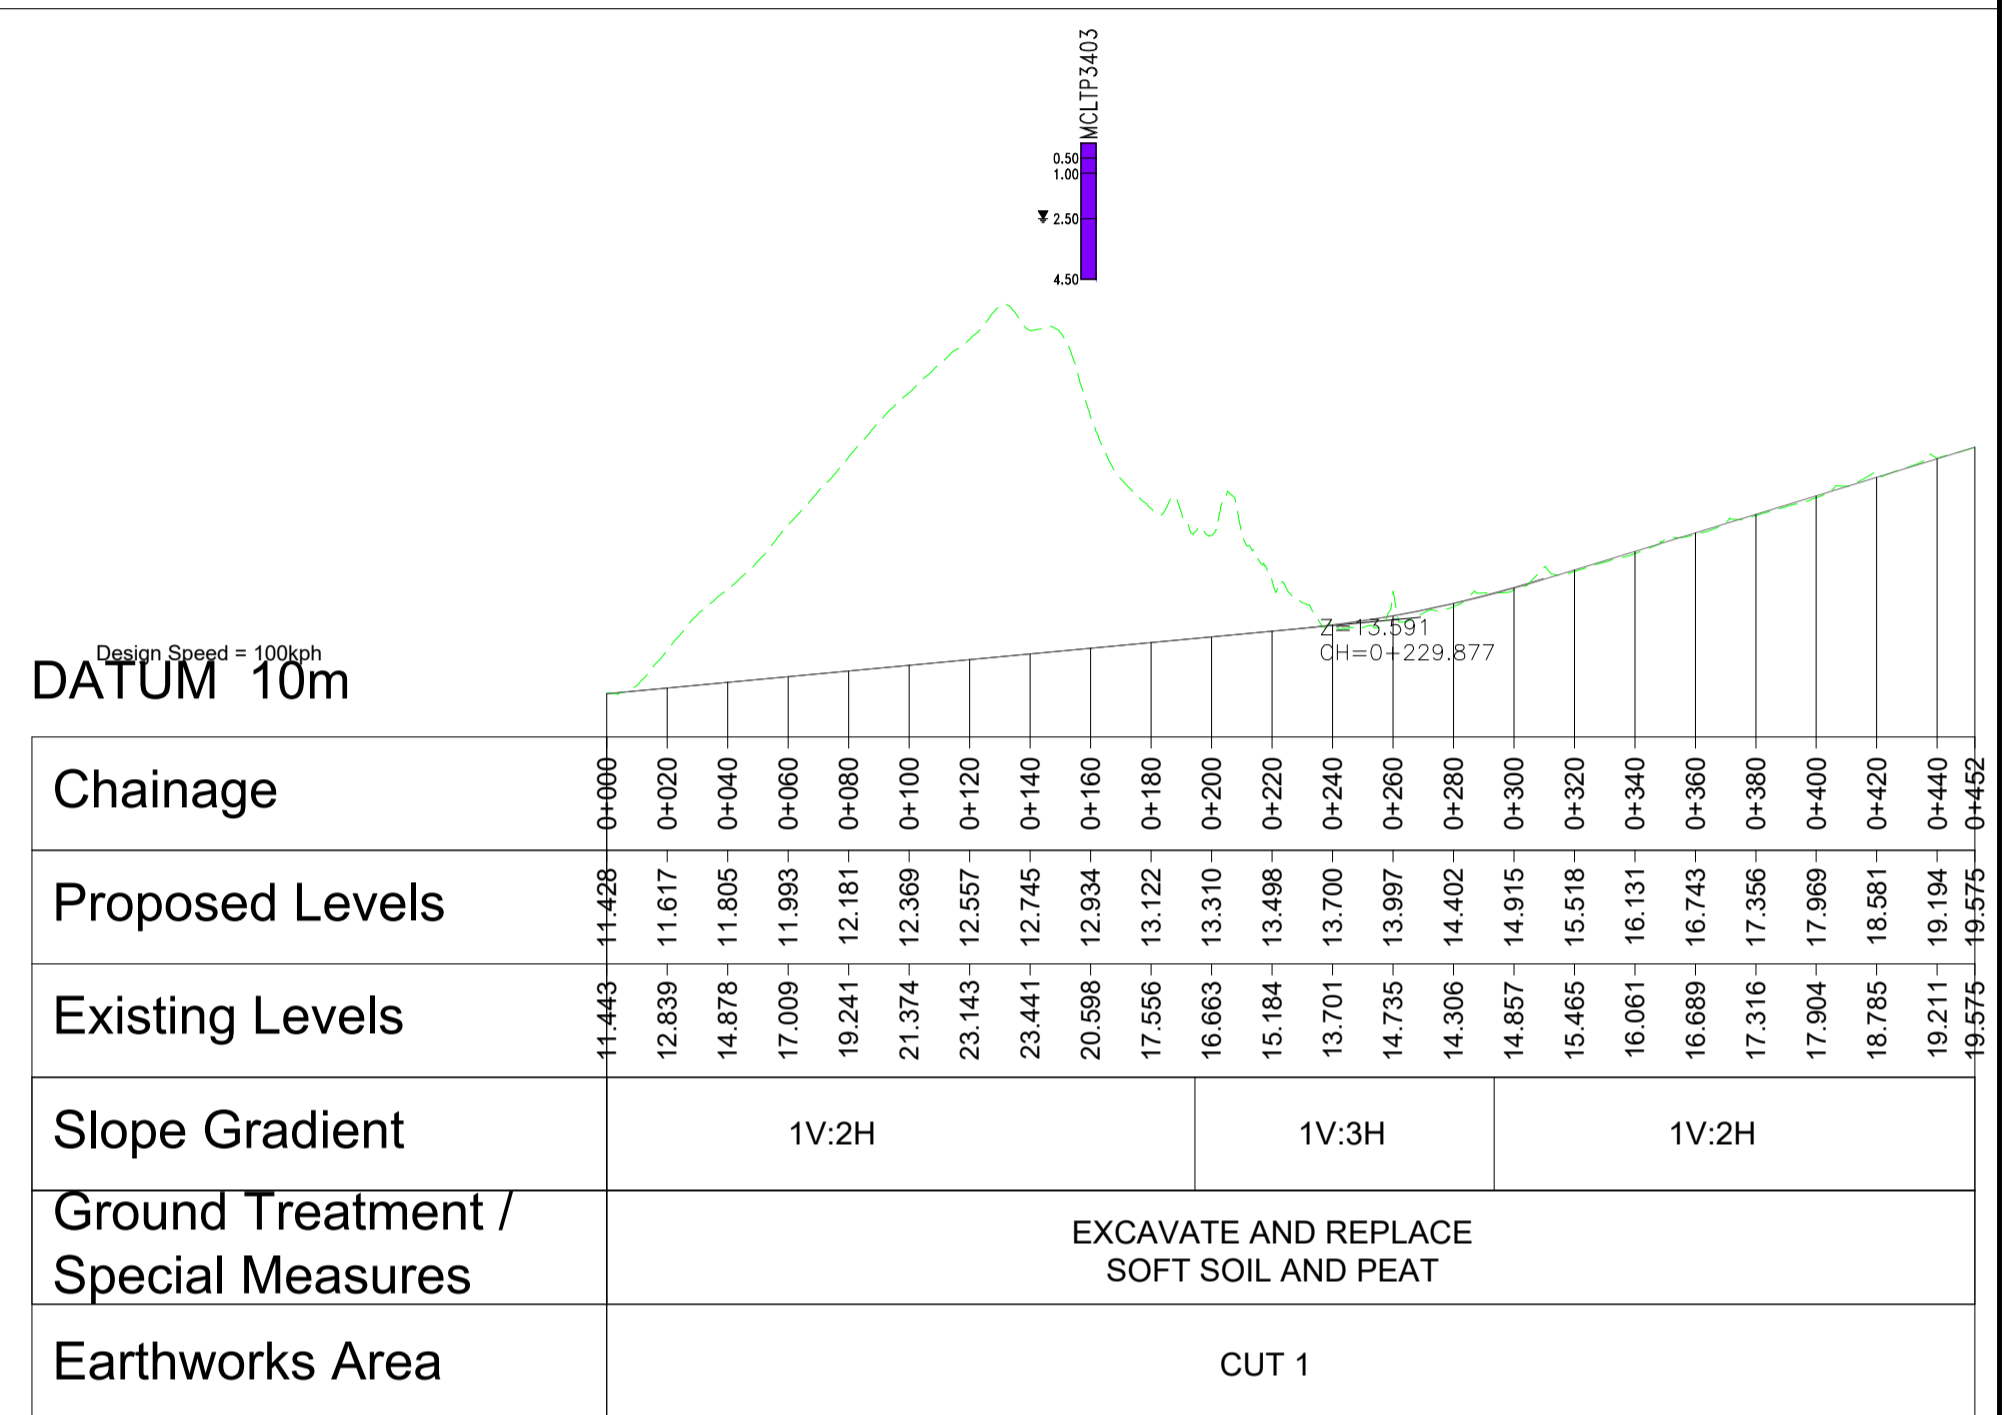 MCLTP3403
0.50
1.00
2.50
4.50
Z=13.591
CH=0+229.877
Design Speed = 100kph
DATUM 10m
Chainage 0+000 0+020 0+040 0+060 0+080 0+100 0+120 0+140 0+160 0+180 0+200 0+220 0+240 0+260 0+280 0+300 0+320 0+340 0+360 0+380 0+400 0+420 0+440 0+452
Proposed Levels 11.428 11.617 11.805 11.993 12.181 12.369 12.557 12.745 12.934 13.122 13.310 13.498 13.700 13.997 14.402 14.915 15.518 16.131 16.743 17.356 17.969 18.581 19.194 19.575
Existing Levels 11.443 12.839 14.878 17.009 19.241 21.374 23.143 23.441 20.598 17.556 16.663 15.184 13.701 14.735 14.306 14.857 15.465 16.061 16.689 17.316 17.904 18.785 19.211 19.575
Slope Gradient 1V:2H 1V:3H 1V:2H
Ground Treatment /
Special Measures
EXCAVATE AND REPLACE
SOFT SOIL AND PEAT
Earthworks Area CUT 1